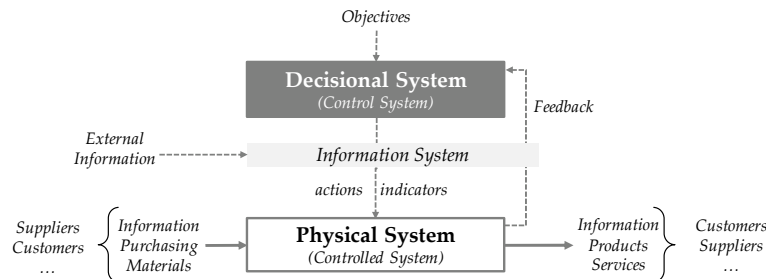 Objectives
Decisional System
(Control System)
Feedback
External
Information
Information System
actions indicators
Suppliers
Customers
…
Information
Purchasing
Materials
Physical System
(Controlled System)
Information
Products
Services
Customers
Suppliers
…